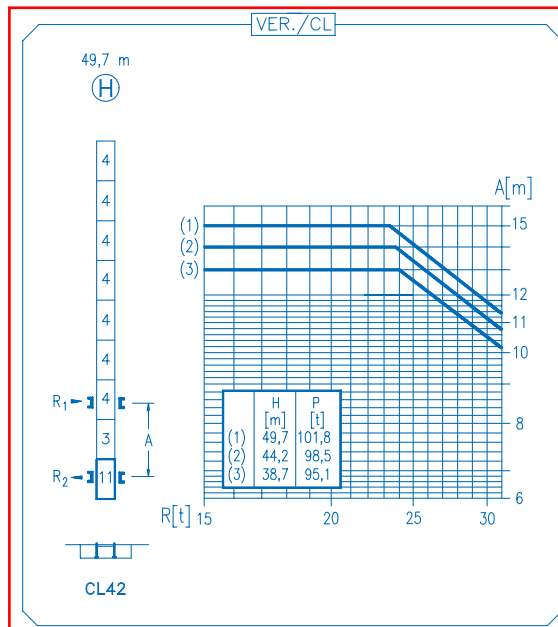 VER./CL
49,7 m
H
4
4
4
4
4
4
4
3
11
R1
R2
A
CL42
A[m]
15
12
11
10
8
6
(1)
(2)
(3)
H P
[m] [t]
(1) 49,7 101,8
(2) 44,2 98,5
(3) 38,7 95,1
R[t] 15 20 25 30